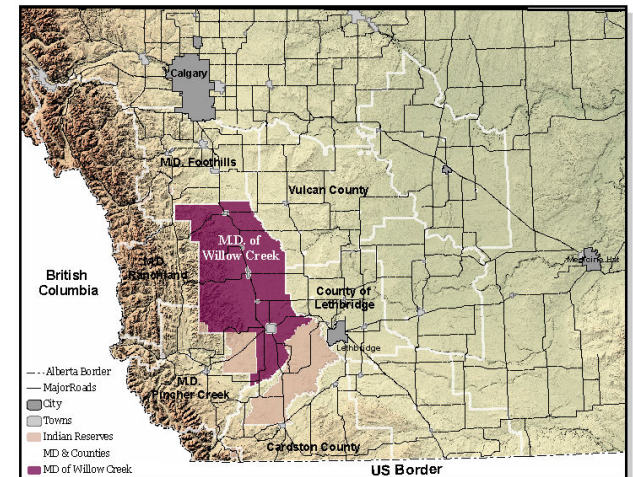 Calgary
M.D. Foothills
Vulcan County
M.D. of
Willow Creek
M.D.
Ranchland
British
Columbia
County of
Lethbridge
Medicine Hat
Lethbridge
M.D.
Pincher Creek
Cardston County
US Border
Alberta Border
MajorRoads
City
Towns
Indian Reserves
MD & Counties
MD of Willow Creek